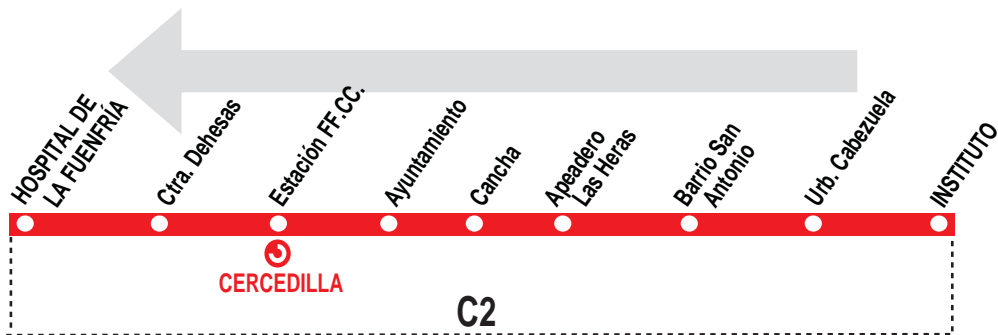 HOSPITAL DE
LA FUENFRÍA
Ctra. Dehesas
Estación FF.CC.
Ayuntamiento
Cancha
Apeadero
Las Heras
Barrio San
Antonio
Urb. Cabezuela
INSTITUTO
CERCEDILLA
C2